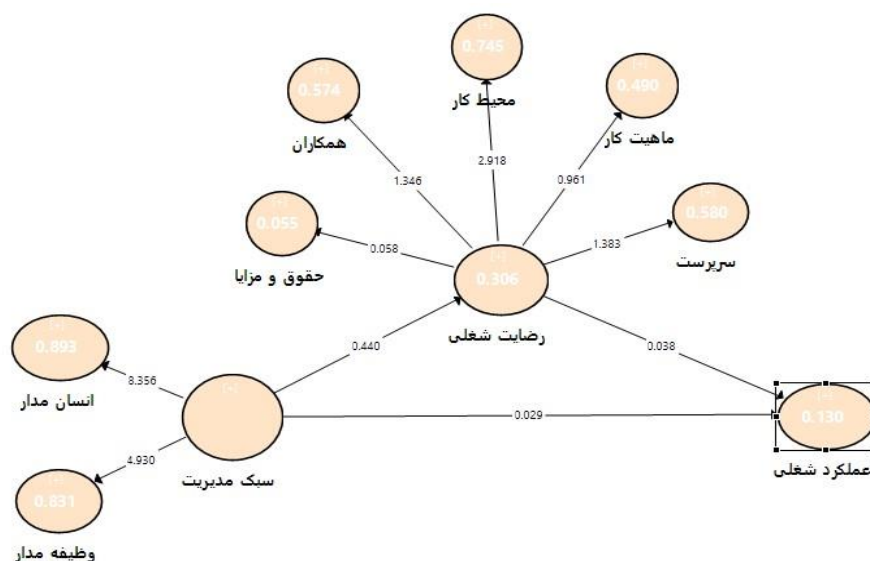 [+]
0.745
محیط کار
[+]
0.574
همکاران
[+]
0.490
ماهیت کار
2.918
1.346
0.961
[+]
0.055
حقوق و مزایا
[+]
0.580
سرپرست
0.058
1.383
[+]
0.306
رضایت شغلی
[+]
0.893
انسان مدار
0.440
0.038
8.356
[+]
سبک مدیریت
0.029
[+]
0.130
عملکرد شغلی
4.930
[+]
0.831
وظیفه مدار